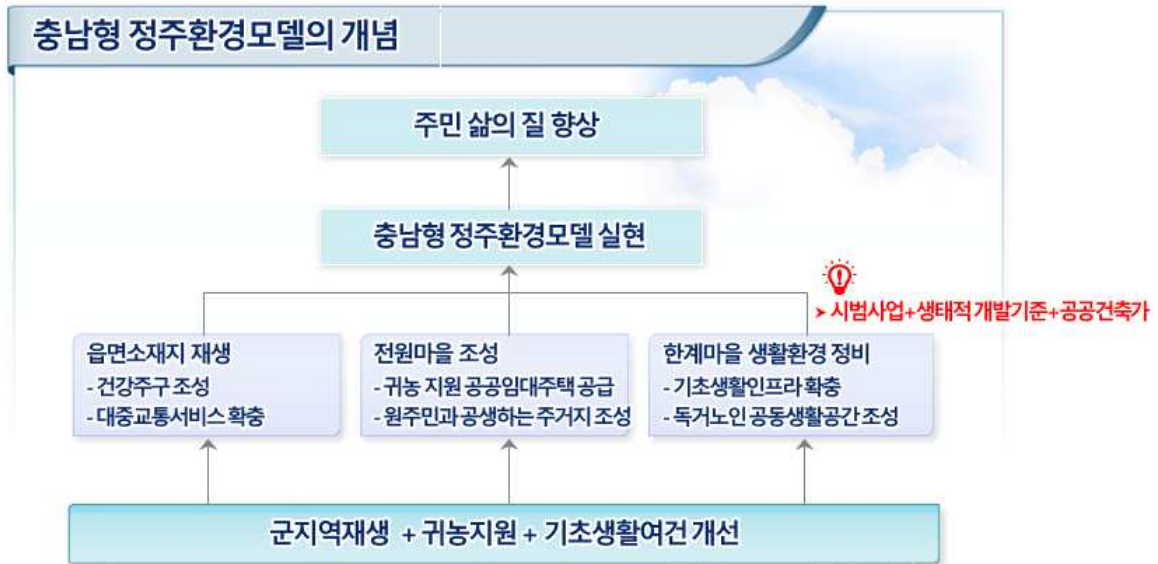 충남형 정주환경모델의 개념
주민 삶의 질 향상
충남형 정주환경모델 실현
➤ 시범사업+생태적 개발기준+공공건축가
읍면소재지 재생
- 건강주구 조성
- 대중교통서비스 확충
전원마을 조성
- 귀농 지원 공공임대주택 공급
- 원주민과 공생하는 주거지 조성
한계마을 생활환경 정비
- 기초생활인프라 확충
- 독거노인 공동생활공간 조성
군지역재생 + 귀농지원 + 기초생활여건 개선